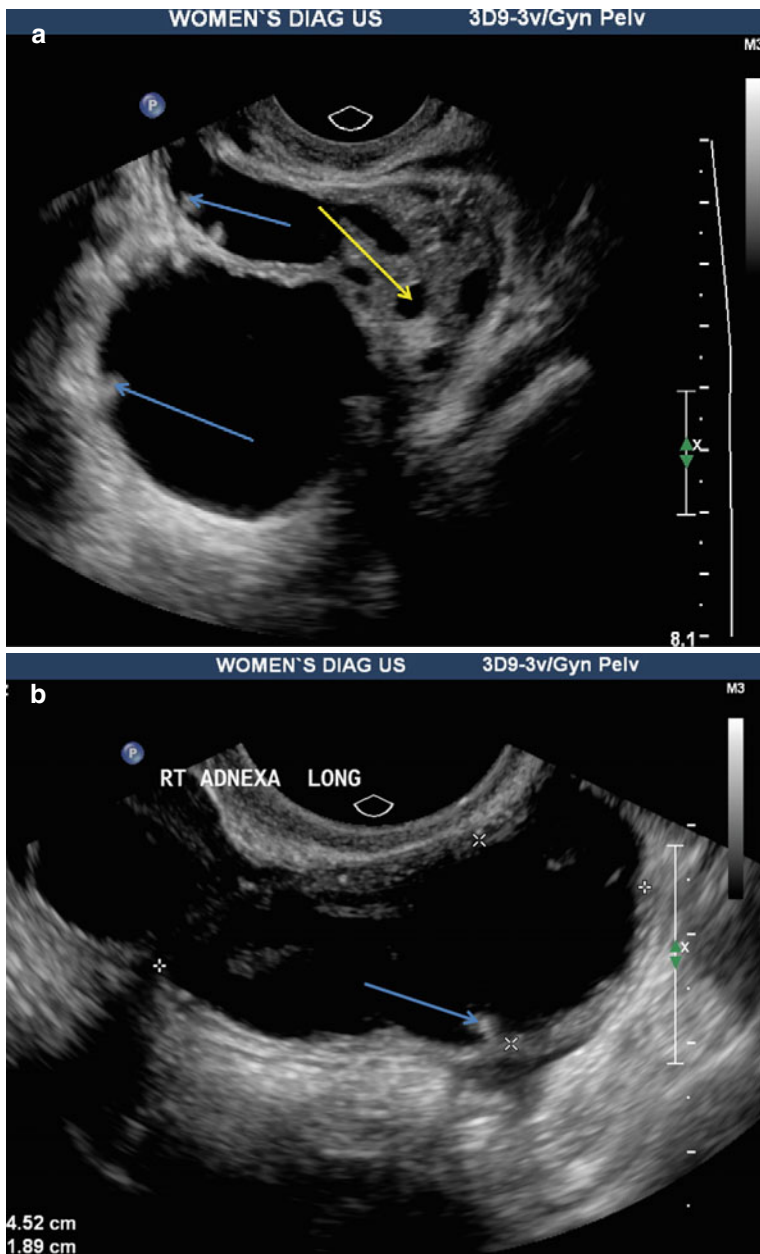 WOMEN`S DIAG US 3D9-3v/Gyn Pelv
a
M3
P
X
8.1
WOMEN'S DIAG US 3D9-3v/Gyn Pelv
b
M3
P
RT ADNEXA LONG
X
4.52 cm
1.89 cm